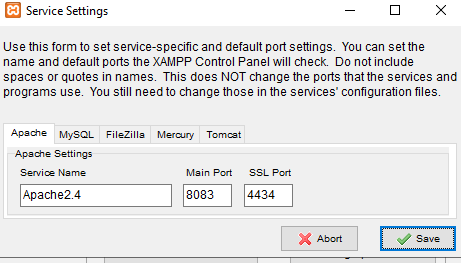 Service Settings
Use this form to set service-specific and default port settings. You can set the
name and default ports the XAMPP Control Panel will check. Do not include
spaces or quotes in names. This does NOT change the ports that the services and
programs use. You still need to change those in the services' configuration files.
Apache MySQL FileZilla Mercury Tomcat
Apache Settings
Service Name Main Port SSL Port
Apache2.4 8083 4434
Abort Save